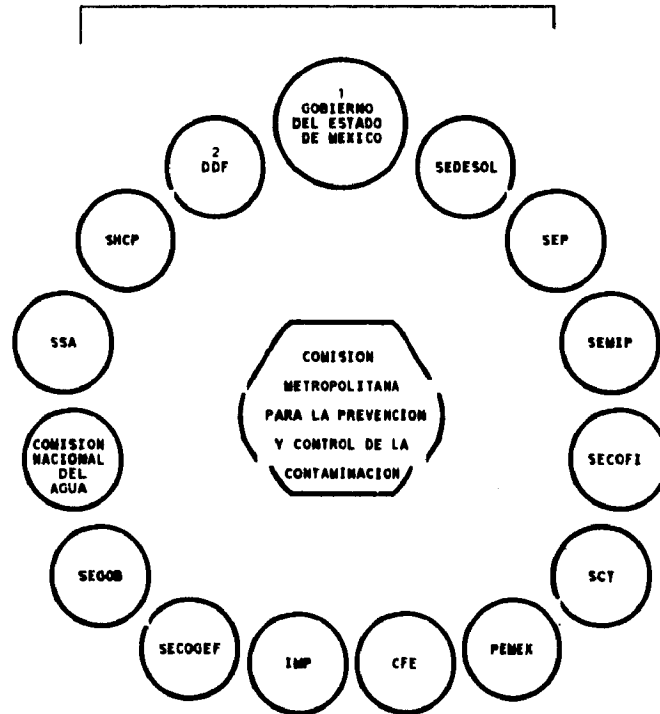 1
GOBIERNO
DEL ESTADO
DE MEXICO
2
DDF
SEDESOL
SHCP
SEP
SSA
SEMIP
COMISION
METROPOLITANA
PARA LA PREVENCION
Y CONTROL DE LA
CONTAMINACION
COMISION
NACIONAL
DEL
AGUA
SECOFI
SEGOB
SCT
SECOGEF
IMP
CFE
PEMEX